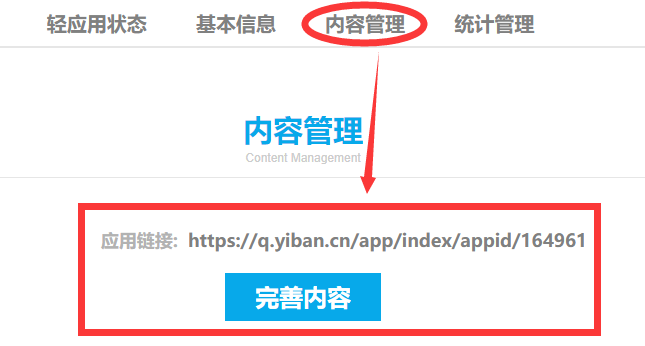 轻应用状态 基本信息 内容管理 统计管理
内容管理
Content Management
应用链接: https://q.yiban.cn/app/index/appid/164961
完善内容